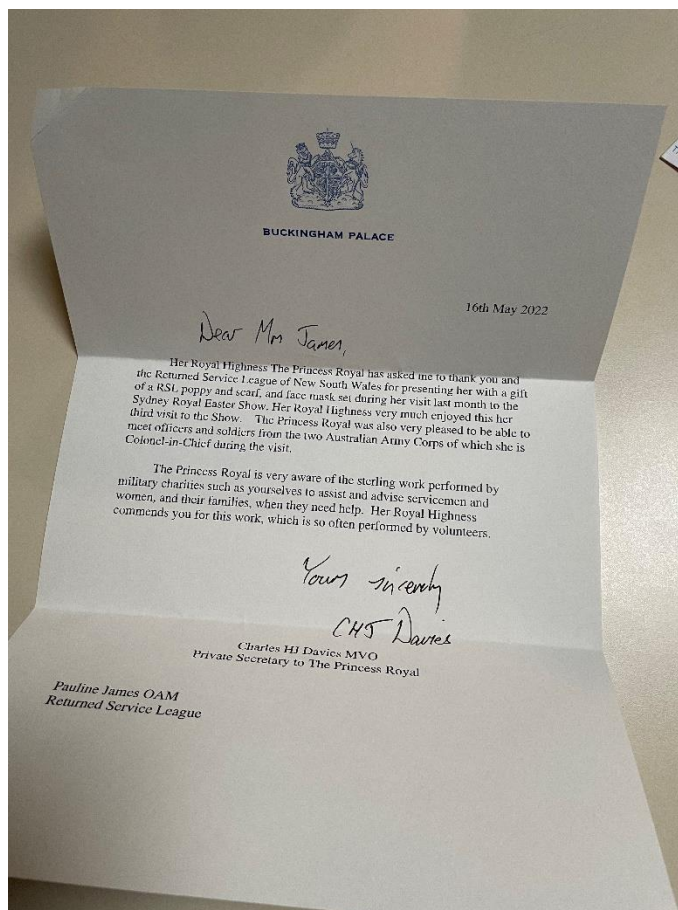 BUCKINGHAM PALACE
16th May 2022
Dear Mrs James,
Her Royal Highness The Princess Royal has asked me to thank you and
the Returned Service League of New South Wales for presenting her with a gift
of a RSL poppy and scarf, and face mask set during her visit last month to the
Sydney Royal Easter Show. Her Royal Highness very much enjoyed this her
third visit to the Show. The Princess Royal was also very pleased to be able to
meet officers and soldiers from the two Australian Army Corps of which she is
Colonel-in-Chief during the visit.
The Princess Royal is very aware of the sterling work performed by
military charities such as yourselves to assist and advise servicemen and
women, and their families, when they need help. Her Royal Highness
commends you for this work, which is so often performed by volunteers.
Yours sincerely
CHJ Davies
Charles HJ Davies MVO
Private Secretary to The Princess Royal
Pauline James OAM
Returned Service League